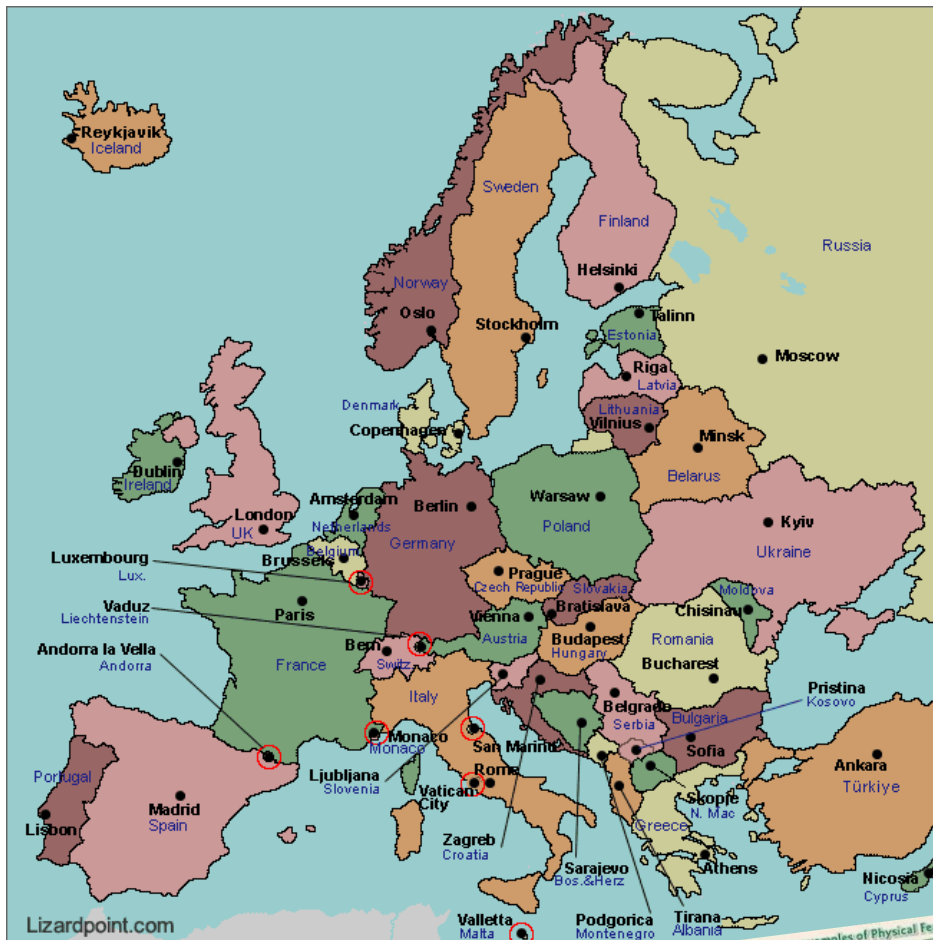 Reykjavik
Iceland
Sweden
Finland
Russia
Norway
Helsinki
Oslo
Stockholm
Talinn
Estonia
Moscow
Riga
Latvia
Denmark
Lithuania
Copenhagen
Vilnius
Minsk
Belarus
Dublin
Ireland
Amsterdam
Berlin
Warsaw
London
UK
Netherlands
Poland
Kyiv
Germany
Ukraine
Luxembourg
Lux.
Brussels
Belgium
Prague
Czech Republic
Slovakia
Moldova
Vaduz
Liechtenstein
Paris
Vienna
Bratislava
Chisinau
Austria
Budapest
Hungary
Romania
Andorra la Vella
Andorra
Bern
Switz.
France
Italy
Bucharest
Pristina
Kosovo
Belgrade
Serbia
Bulgaria
Monaco
Monaco
San Marino
Sofia
Ankara
Türkiye
Portugal
Ljubljana
Slovenia
Rome
Vatican
City
Skopje
N. Mac
Madrid
Spain
Lisbon
Greece
Zagreb
Croatia
Sarajevo
Bos.&Herz
Athens
Nicosia
Cyprus
Lizardpoint.com
Valletta
Malta
Podgorica
Montenegro
Tirana
Albania
of Physical Fe